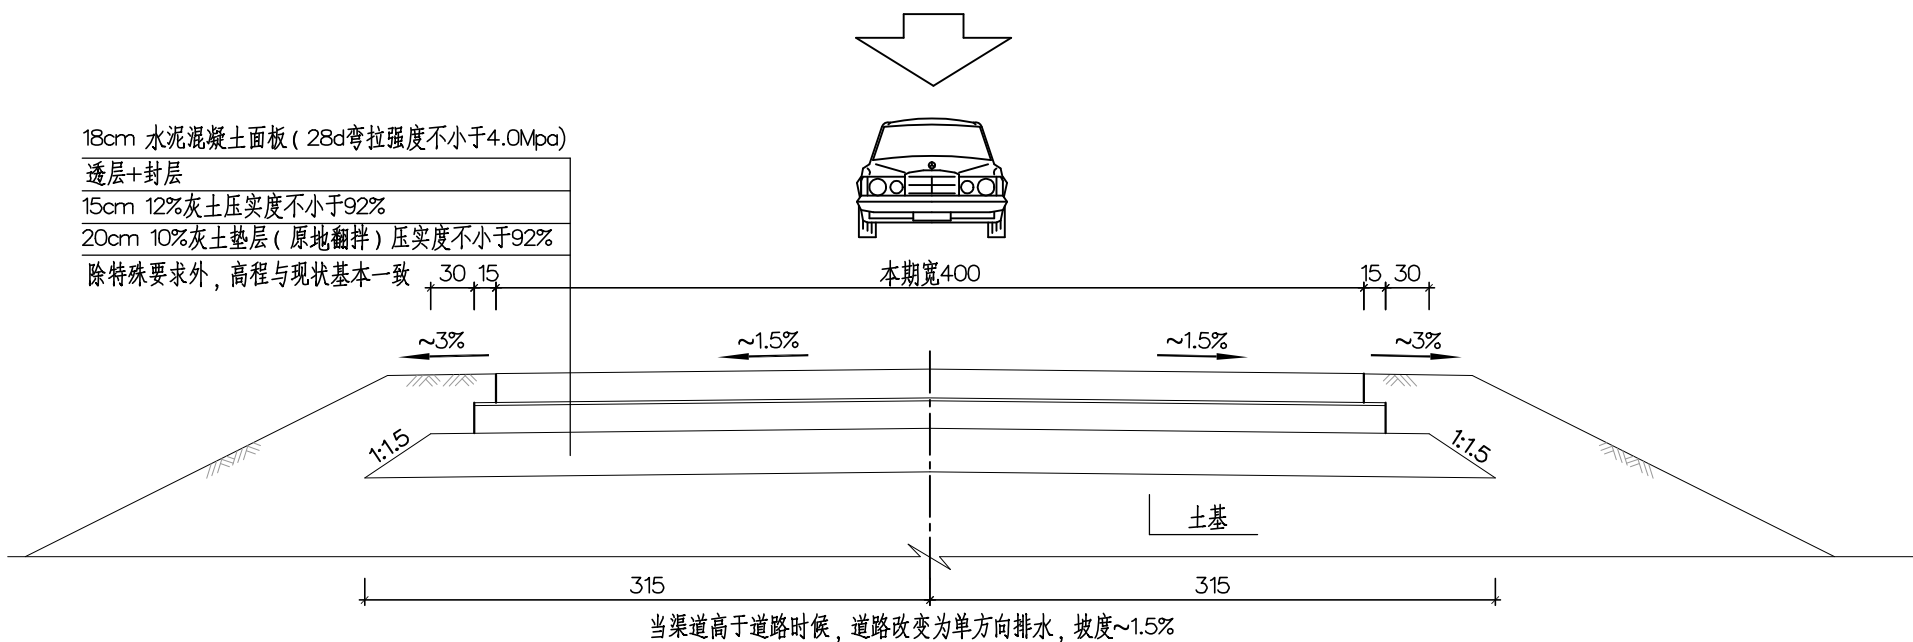 18cm 水泥混凝土面板（28d弯拉强度不小于4.0Mpa）
透层+封层
15cm 12%灰土压实度不小于92%
20cm 10%灰土垫层（原地翻拌）压实度不小于92%
除特殊要求外，高程与现状基本一致
30 15 本期宽400 15 30
~3% ~1.5% ~1.5% ~3%
1:1.5 1:1.5
土基
315 315
当渠道高于道路时候，道路改变为单方向排水，坡度~1.5%